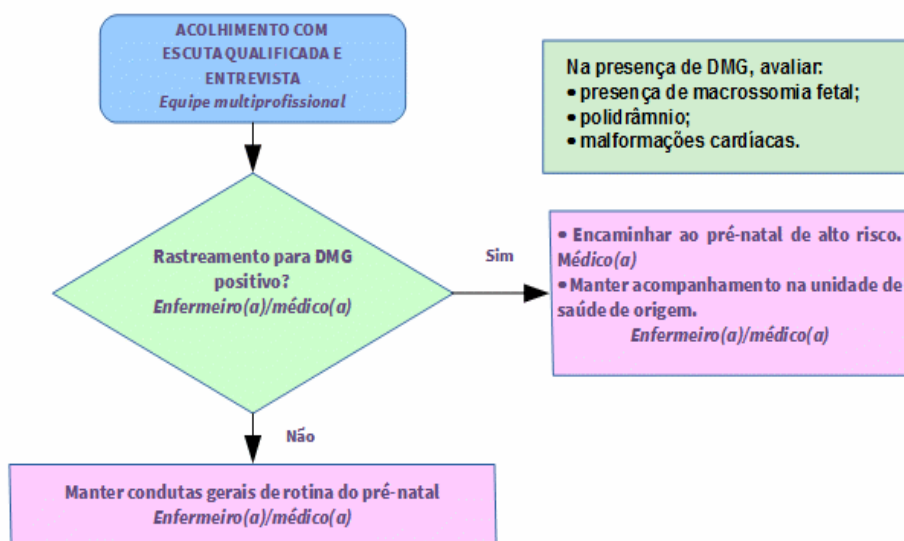 ACOLHIMENTO COM
ESCUTA QUALIFICADA E
ENTREVISTA
Equipe multiprofissional
Na presença de DMG, avaliar:
• presença de macrossomia fetal;
• polidrâmnio;
• malformações cardíacas.
Rastreamento para DMG
positivo?
Enfermeiro(a)/médico(a)
Sim
• Encaminhar ao pré-natal de alto risco.
Médico(a)
• Manter acompanhamento na unidade de
saúde de origem.
Enfermeiro(a)/médico(a)
Não
Manter condutas gerais de rotina do pré-natal
Enfermeiro(a)/médico(a)